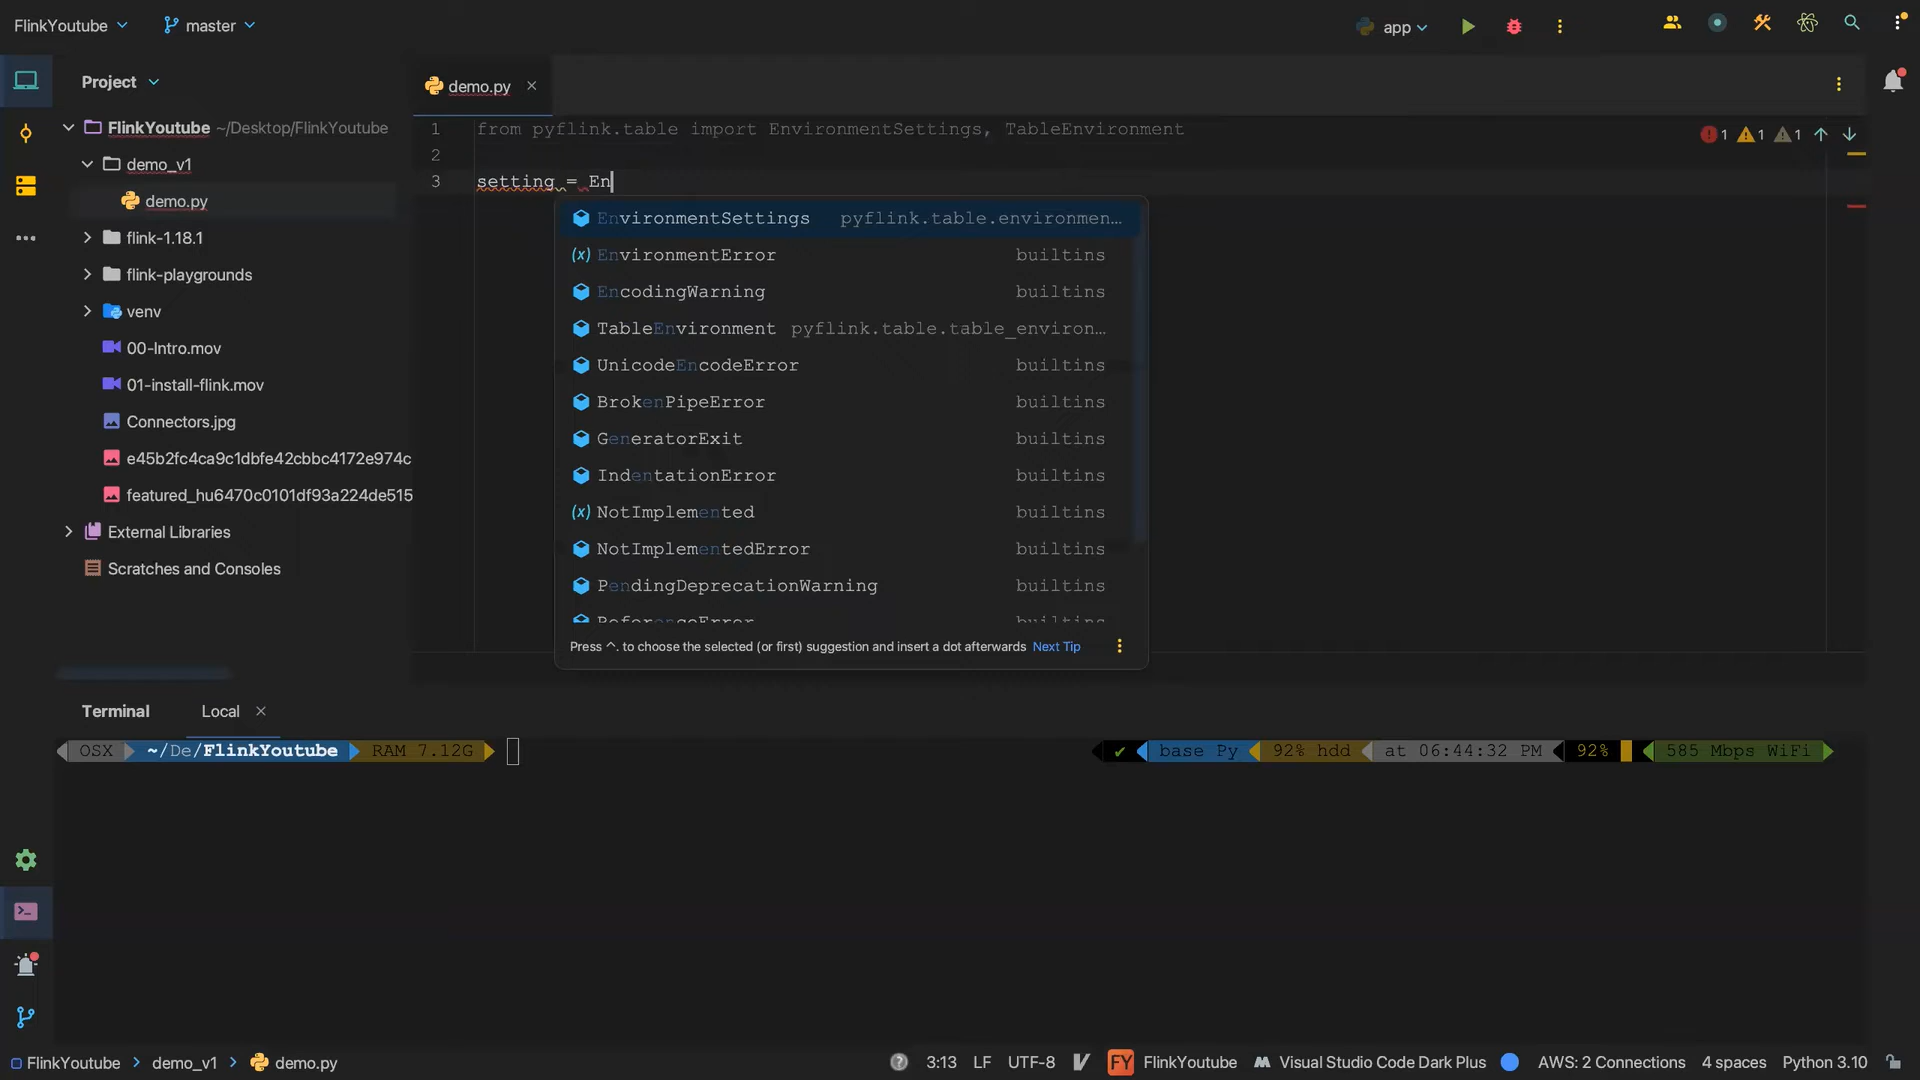 FlinkYoutube
master
app
Project
demo.py
FlinkYoutube ~/Desktop/FlinkYoutube
demo_v1
demo.py
flink-1.18.1
flink-playgrounds
venv
00-Intro.mov
01-install-flink.mov
Connectors.jpg
e45b2fc4ca9c1dbfe42cbbc4172e974c
featured_hu6470c0101df93a224de515
External Libraries
Scratches and Consoles
1 from pyflink.table import EnvironmentSettings, TableEnvironment
2
3 setting = En
1 1 1
EnvironmentSettings pyflink.table.environmen…
EnvironmentError builtins
EncodingWarning builtins
TableEnvironment pyflink.table.table_environ…
UnicodeEncodeError builtins
BrokenPipeError builtins
GeneratorExit builtins
IndentationError builtins
NotImplemented builtins
NotImplementedError builtins
PendingDeprecationWarning builtins
ReferenceError builtins
Press ^. to choose the selected (or first) suggestion and insert a dot afterwards Next Tip
Terminal Local
OSX ~/De/FlinkYoutube RAM 7.12G
✔ base Py 92% hdd at 06:44:32 PM 92% 585 Mbps WiFi
FlinkYoutube > demo_v1 > demo.py
3:13 LF UTF-8 FY FlinkYoutube Visual Studio Code Dark Plus AWS: 2 Connections 4 spaces Python 3.10